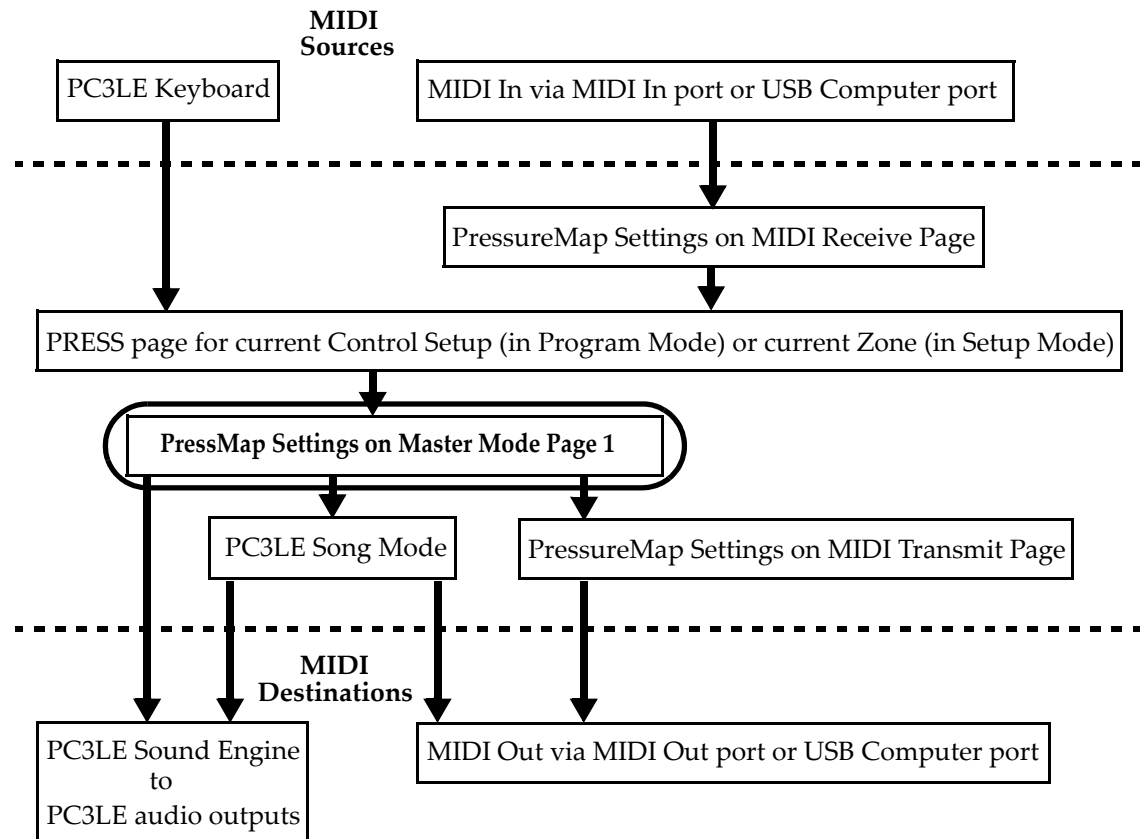 MIDI
Sources
PC3LE Keyboard
MIDI In via MIDI In port or USB Computer port
PressureMap Settings on MIDI Receive Page
PRESS page for current Control Setup (in Program Mode) or current Zone (in Setup Mode)
PressMap Settings on Master Mode Page 1
PC3LE Song Mode
PressureMap Settings on MIDI Transmit Page
MIDI
Destinations
PC3LE Sound Engine
to
PC3LE audio outputs
MIDI Out via MIDI Out port or USB Computer port